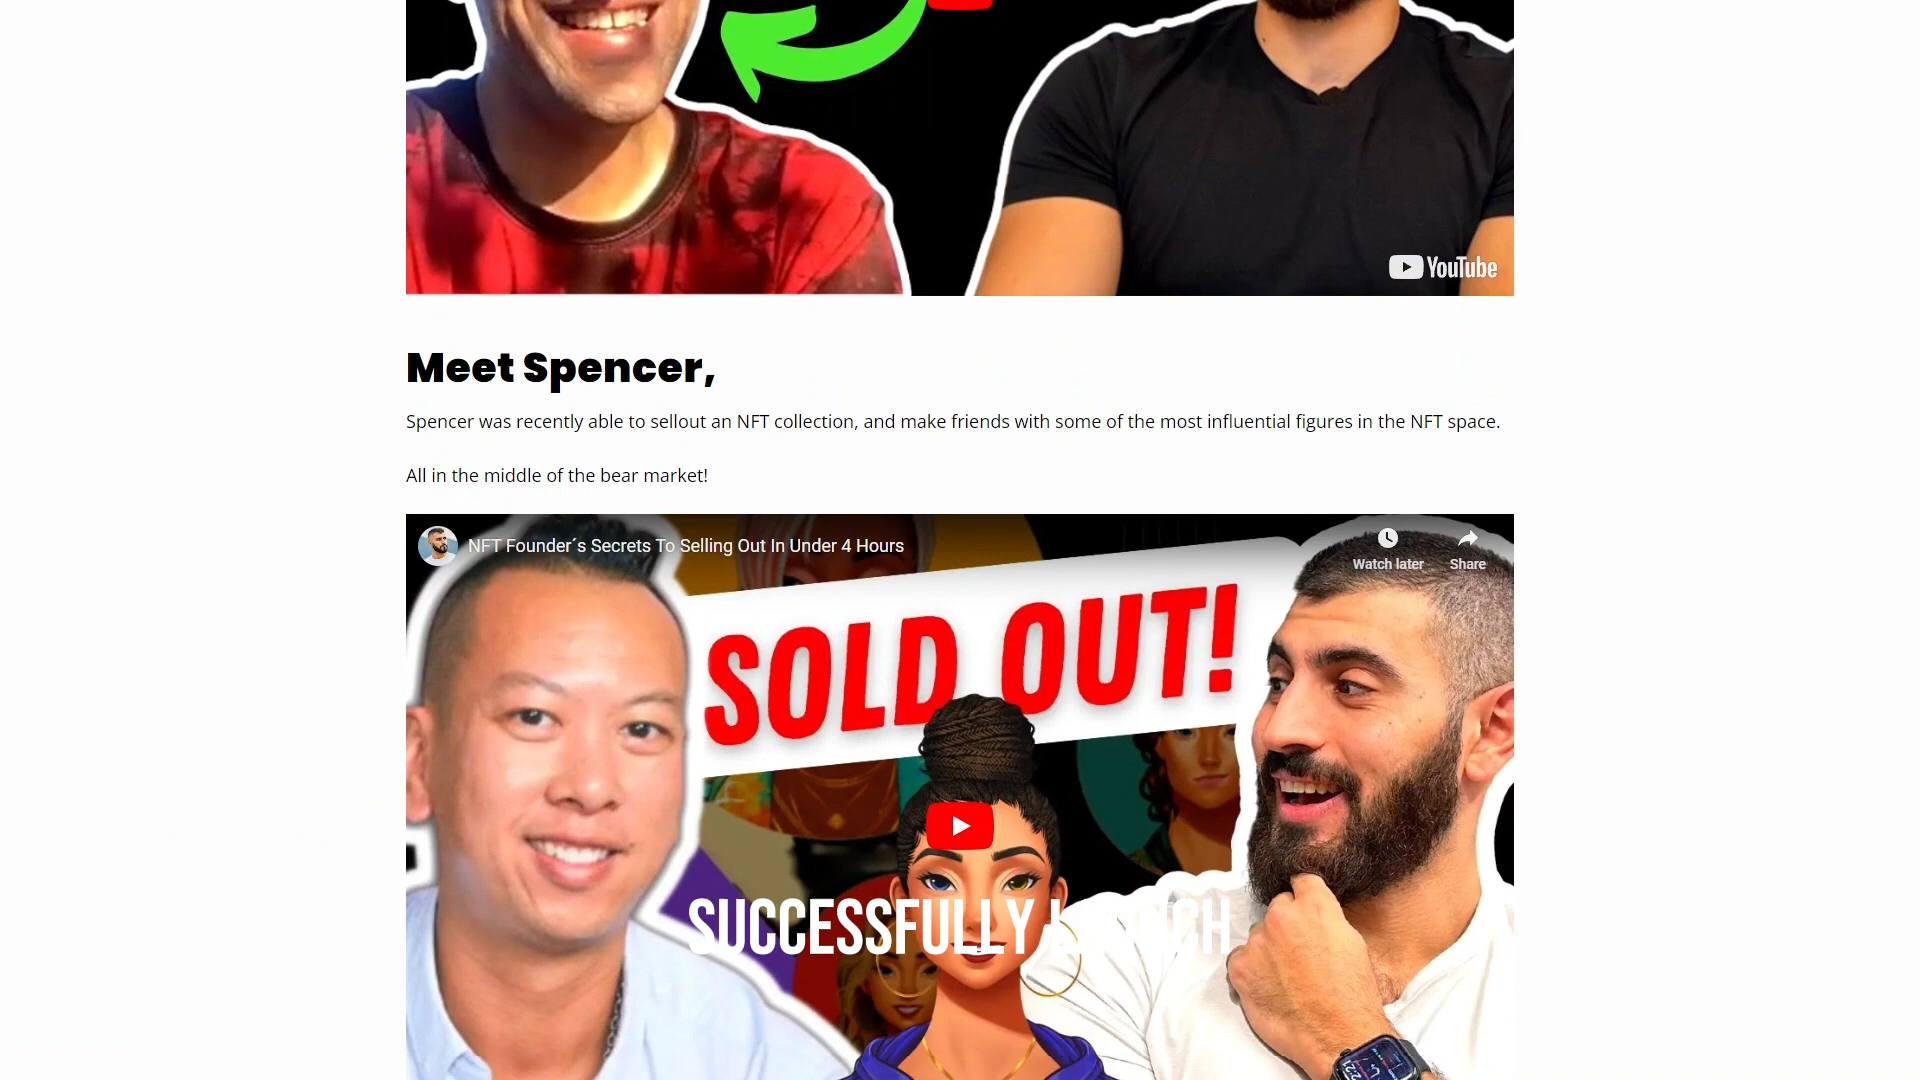 YouTube
Meet Spencer,
Spencer was recently able to sellout an NFT collection, and make friends with some of the most influential figures in the NFT space.
All in the middle of the bear market!
NFT Founder´s Secrets To Selling Out In Under 4 Hours
Watch later
Share
SOLD OUT!
SUCCESSFULLY LAUNCH